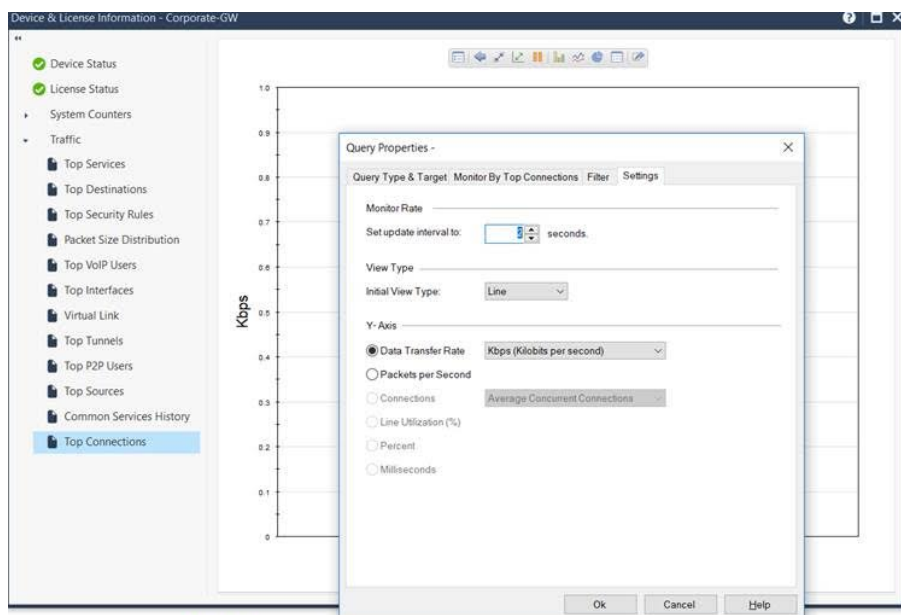 Device & License Information - Corporate-GW
Device Status
License Status
System Counters
Traffic
Top Services
Top Destinations
Top Security Rules
Packet Size Distribution
Top VoIP Users
Top Interfaces
Virtual Link
Top Tunnels
Top P2P Users
Top Sources
Common Services History
Top Connections
Kbps
1.0
0.9
0.8
0.7
0.6
0.5
0.4
0.3
0.2
0.1
0
Query Properties -
Query Type & Target Monitor By Top Connections Filter Settings
Monitor Rate
Set update interval to: 2 seconds.
View Type
Initial View Type: Line
Y- Axis
Data Transfer Rate Kbps (Kilobits per second)
Packets per Second
Connections Average Concurrent Connections
Line Utilization (%)
Percent
Milliseconds
Ok Cancel Help